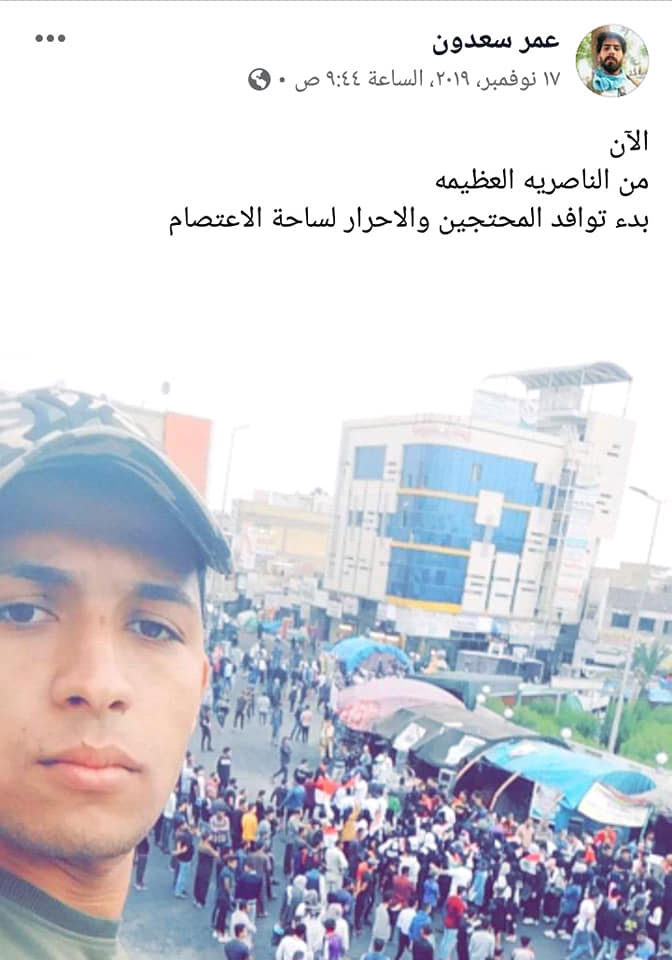 عمر سعدون
١٧ نوفمبر، ٢٠١٩، الساعة ٩:٤٤ ص
الآن
من الناصريه العظيمه
بدء توافد المحتجين والاحرار لساحة الاعتصام